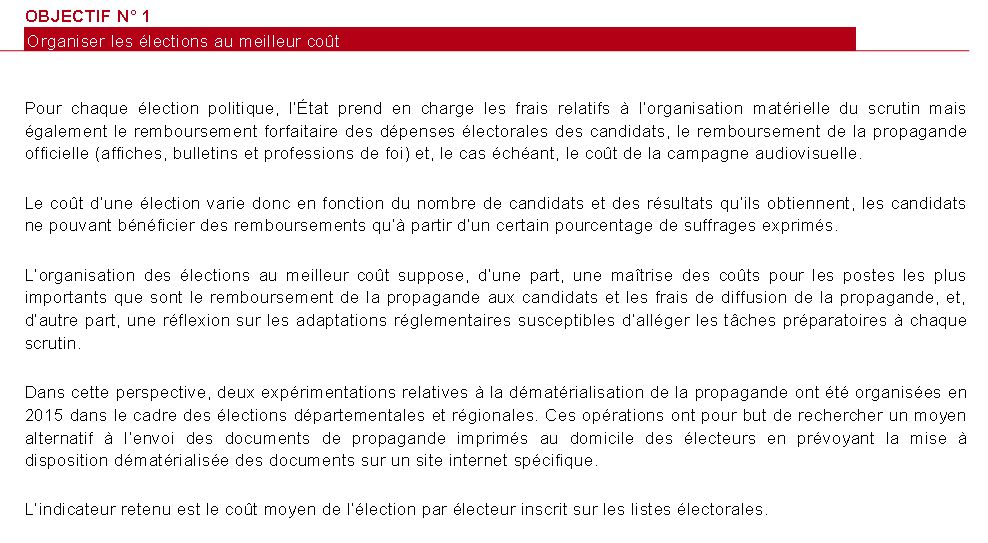 OBJECTIF N° 1
Organiser les élections au meilleur coût
Pour chaque élection politique, l'État prend en charge les frais relatifs à l'organisation matérielle du scrutin mais
également le remboursement forfaitaire des dépenses électorales des candidats, le remboursement de la propagande
officielle (affiches, bulletins et professions de foi) et, le cas échéant, le coût de la campagne audiovisuelle.
Le coût d'une élection varie donc en fonction du nombre de candidats et des résultats qu'ils obtiennent, les candidats
ne pouvant bénéficier des remboursements qu'à partir d'un certain pourcentage de suffrages exprimés.
L'organisation des élections au meilleur coût suppose, d'une part, une maîtrise des coûts pour les postes les plus
importants que sont le remboursement de la propagande aux candidats et les frais de diffusion de la propagande, et,
d'autre part, une réflexion sur les adaptations réglementaires susceptibles d'alléger les tâches préparatoires à chaque
scrutin.
Dans cette perspective, deux expérimentations relatives à la dématérialisation de la propagande ont été organisées en
2015 dans le cadre des élections départementales et régionales. Ces opérations ont pour but de rechercher un moyen
alternatif à l'envoi des documents de propagande imprimés au domicile des électeurs en prévoyant la mise à
disposition dématérialisée des documents sur un site internet spécifique.
L'indicateur retenu est le coût moyen de l'élection par électeur inscrit sur les listes électorales.